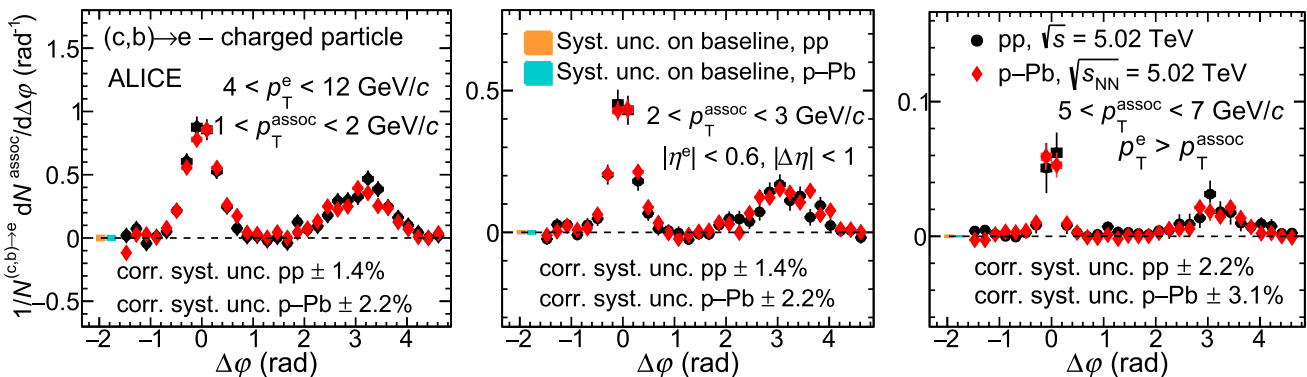 1/N^{(c,b)→e} dN^{assoc}/dΔφ (rad⁻¹)
1.5
1
0.5
0
−0.5
(c,b)→e − charged particle
ALICE
4 < p_T^e < 12 GeV/c
1 < p_T^assoc < 2 GeV/c
corr. syst. unc. pp ± 1.4%
corr. syst. unc. p−Pb ± 2.2%
−2 −1 0 1 2 3 4
Δφ (rad)
0.5
0
Syst. unc. on baseline, pp
Syst. unc. on baseline, p−Pb
2 < p_T^assoc < 3 GeV/c
|η^e| < 0.6, |Δη| < 1
corr. syst. unc. pp ± 1.4%
corr. syst. unc. p−Pb ± 2.2%
−2 −1 0 1 2 3 4
Δφ (rad)
0.1
0
pp, √s = 5.02 TeV
p−Pb, √s_NN = 5.02 TeV
5 < p_T^assoc < 7 GeV/c
p_T^e > p_T^assoc
corr. syst. unc. pp ± 2.2%
corr. syst. unc. p−Pb ± 3.1%
−2 −1 0 1 2 3 4
Δφ (rad)